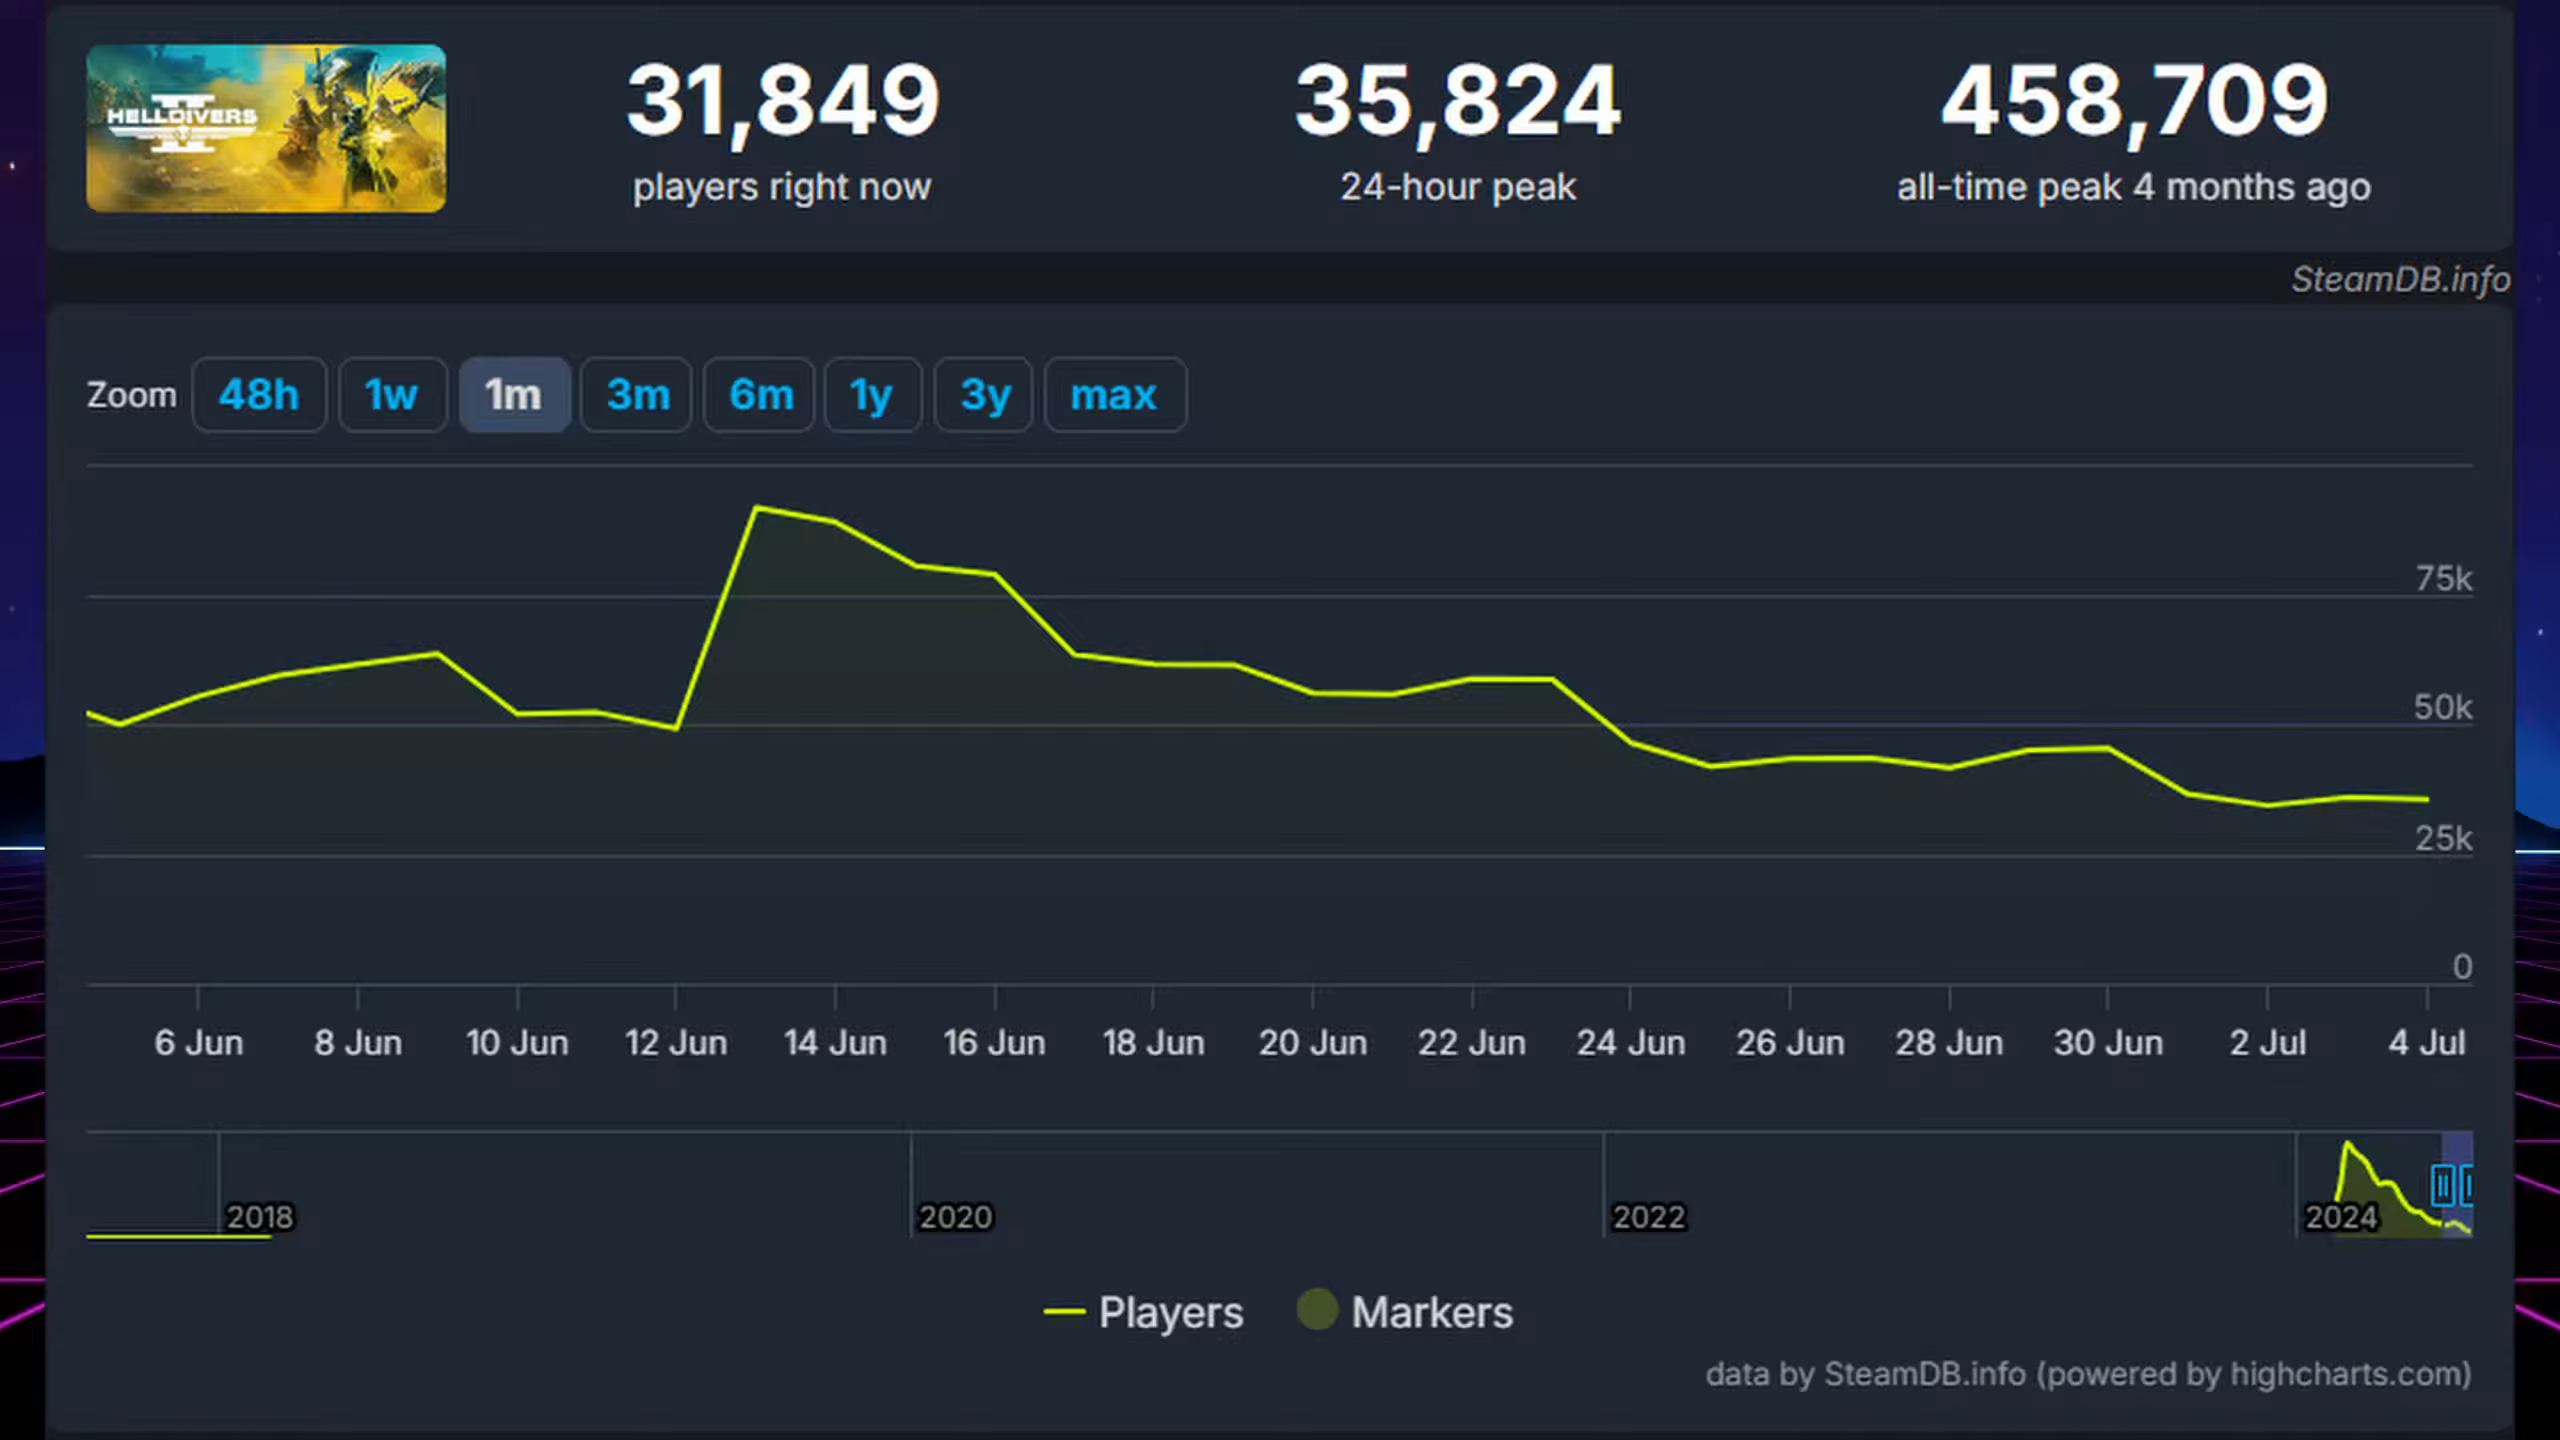 HELLDIVERS
II
31,849
players right now
35,824
24-hour peak
458,709
all-time peak 4 months ago
SteamDB.info
Zoom 48h 1w 1m 3m 6m 1y 3y max
75k
50k
25k
0
6 Jun 8 Jun 10 Jun 12 Jun 14 Jun 16 Jun 18 Jun 20 Jun 22 Jun 24 Jun 26 Jun 28 Jun 30 Jun 2 Jul 4 Jul
2018 2020 2022 2024
Players Markers
data by SteamDB.info (powered by highcharts.com)